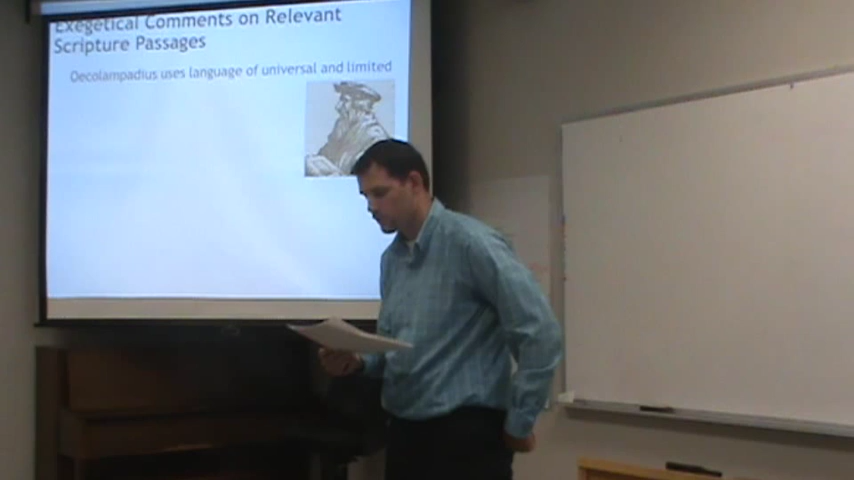 Exegetical Comments on Relevant
Scripture Passages
Oecolampadius uses language of universal and limited